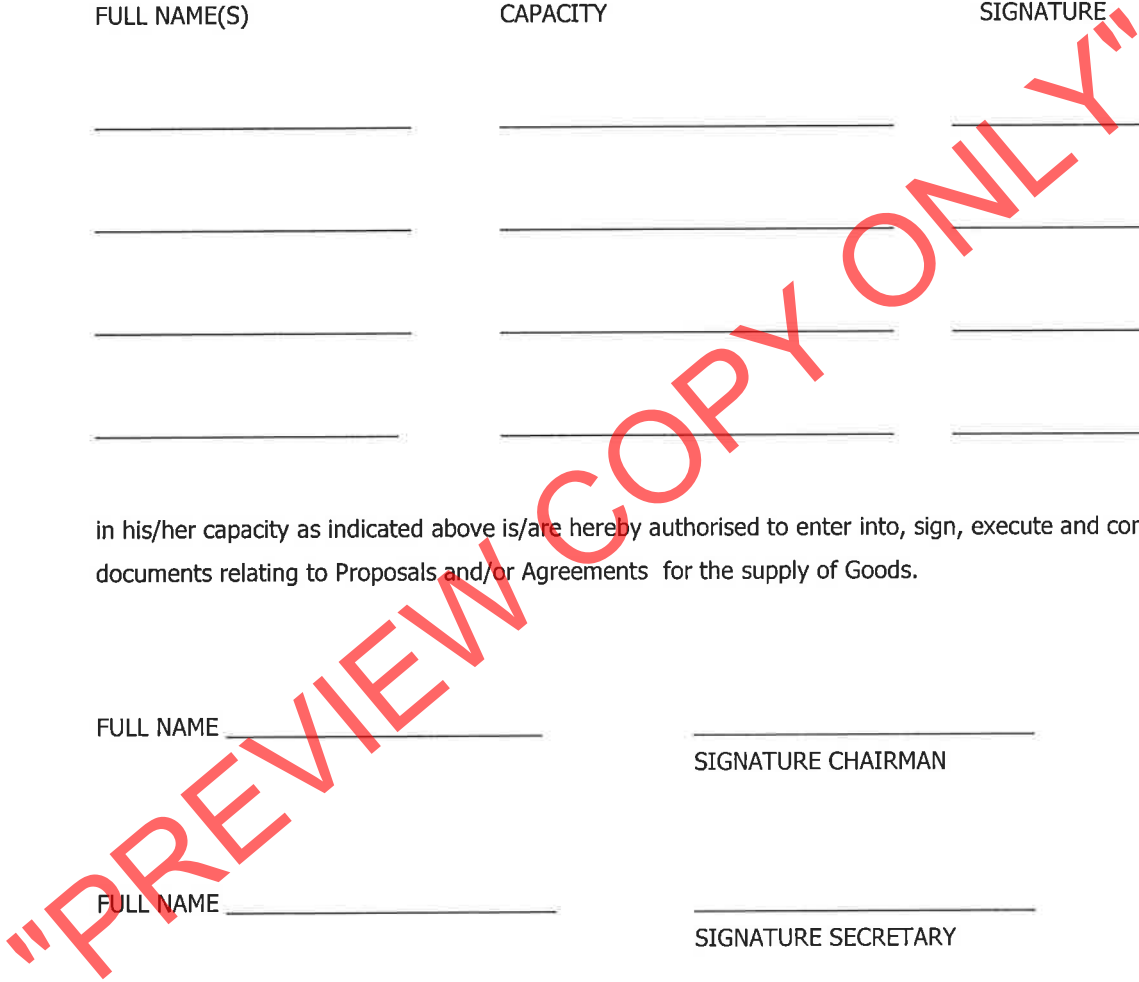 FULL NAME(S) CAPACITY SIGNATURE
in his/her capacity as indicated above is/are hereby authorised to enter into, sign, execute and
documents relating to Proposals and/or Agreements for the supply of Goods.
FULL NAME
SIGNATURE CHAIRMAN
FULL NAME
SIGNATURE SECRETARY
"PREVIEW COPY ONLY"